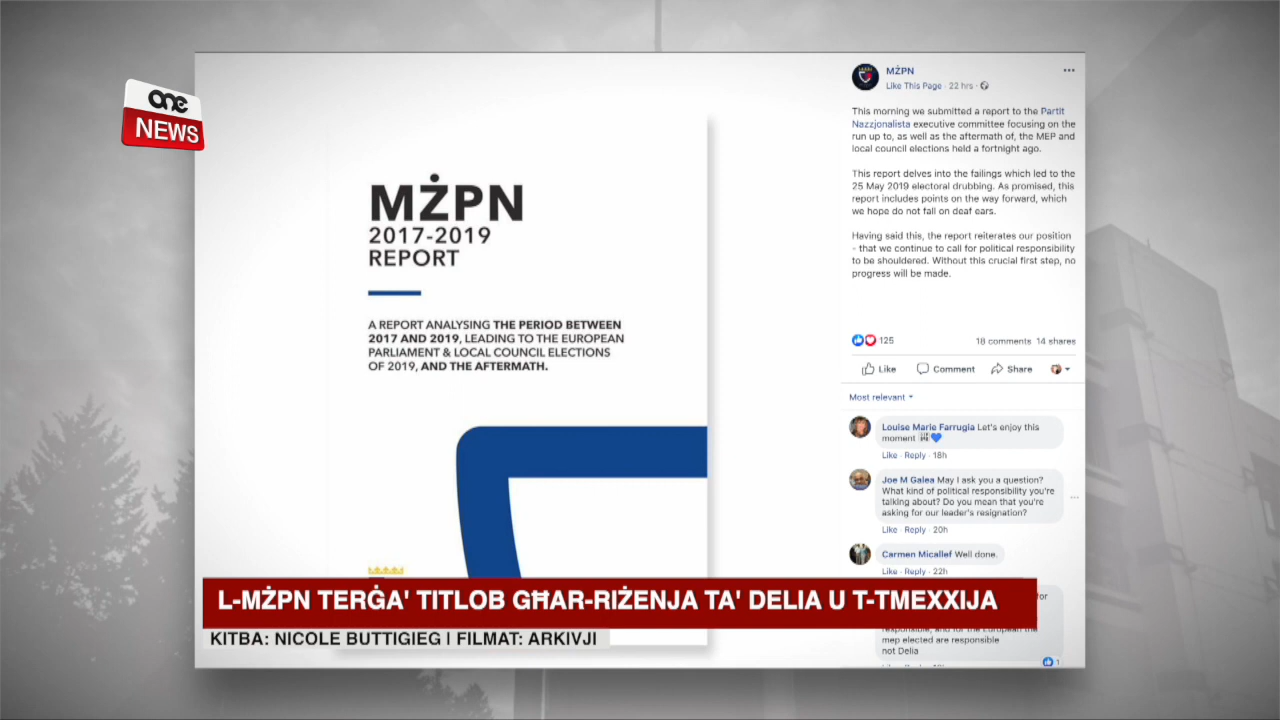 one
NEWS
MŻPN
2017-2019
REPORT
A REPORT ANALYSING THE PERIOD BETWEEN
2017 AND 2019, LEADING TO THE EUROPEAN
PARLIAMENT & LOCAL COUNCIL ELECTIONS
OF 2019, AND THE AFTERMATH.
MŻPN
Like This Page · 22 hrs ·
This morning we submitted a report to the Partit
Nazzjonalista executive committee focusing on the
run up to, as well as the aftermath of, the MEP and
local council elections held a fortnight ago.
This report delves into the failings which led to the
25 May 2019 electoral drubbing. As promised, this
report includes points on the way forward, which
we hope do not fall on deaf ears.
Having said this, the report reiterates our position
- that we continue to call for political responsibility
to be shouldered. Without this crucial first step, no
progress will be made.
125
18 comments 14 shares
Like Comment Share
Most relevant
Louise Marie Farrugia Let's enjoy this
moment
Like · Reply · 18h
Joe M Galea May I ask you a question?
What kind of political responsibility you're
talking about? Do you mean that you're
asking for our leader's resignation?
Like · Reply · 20h
Carmen Micallef Well done.
Like · Reply · 22h
for
responsible, and for the European the
mep elected are responsible
not Delia
1
L-MŻPN TERĠA' TITLOB GĦAR-RIŻENJA TA' DELIA U T-TMEXXIJA
KITBA: NICOLE BUTTIGIEG I FILMAT: ARKIVJI